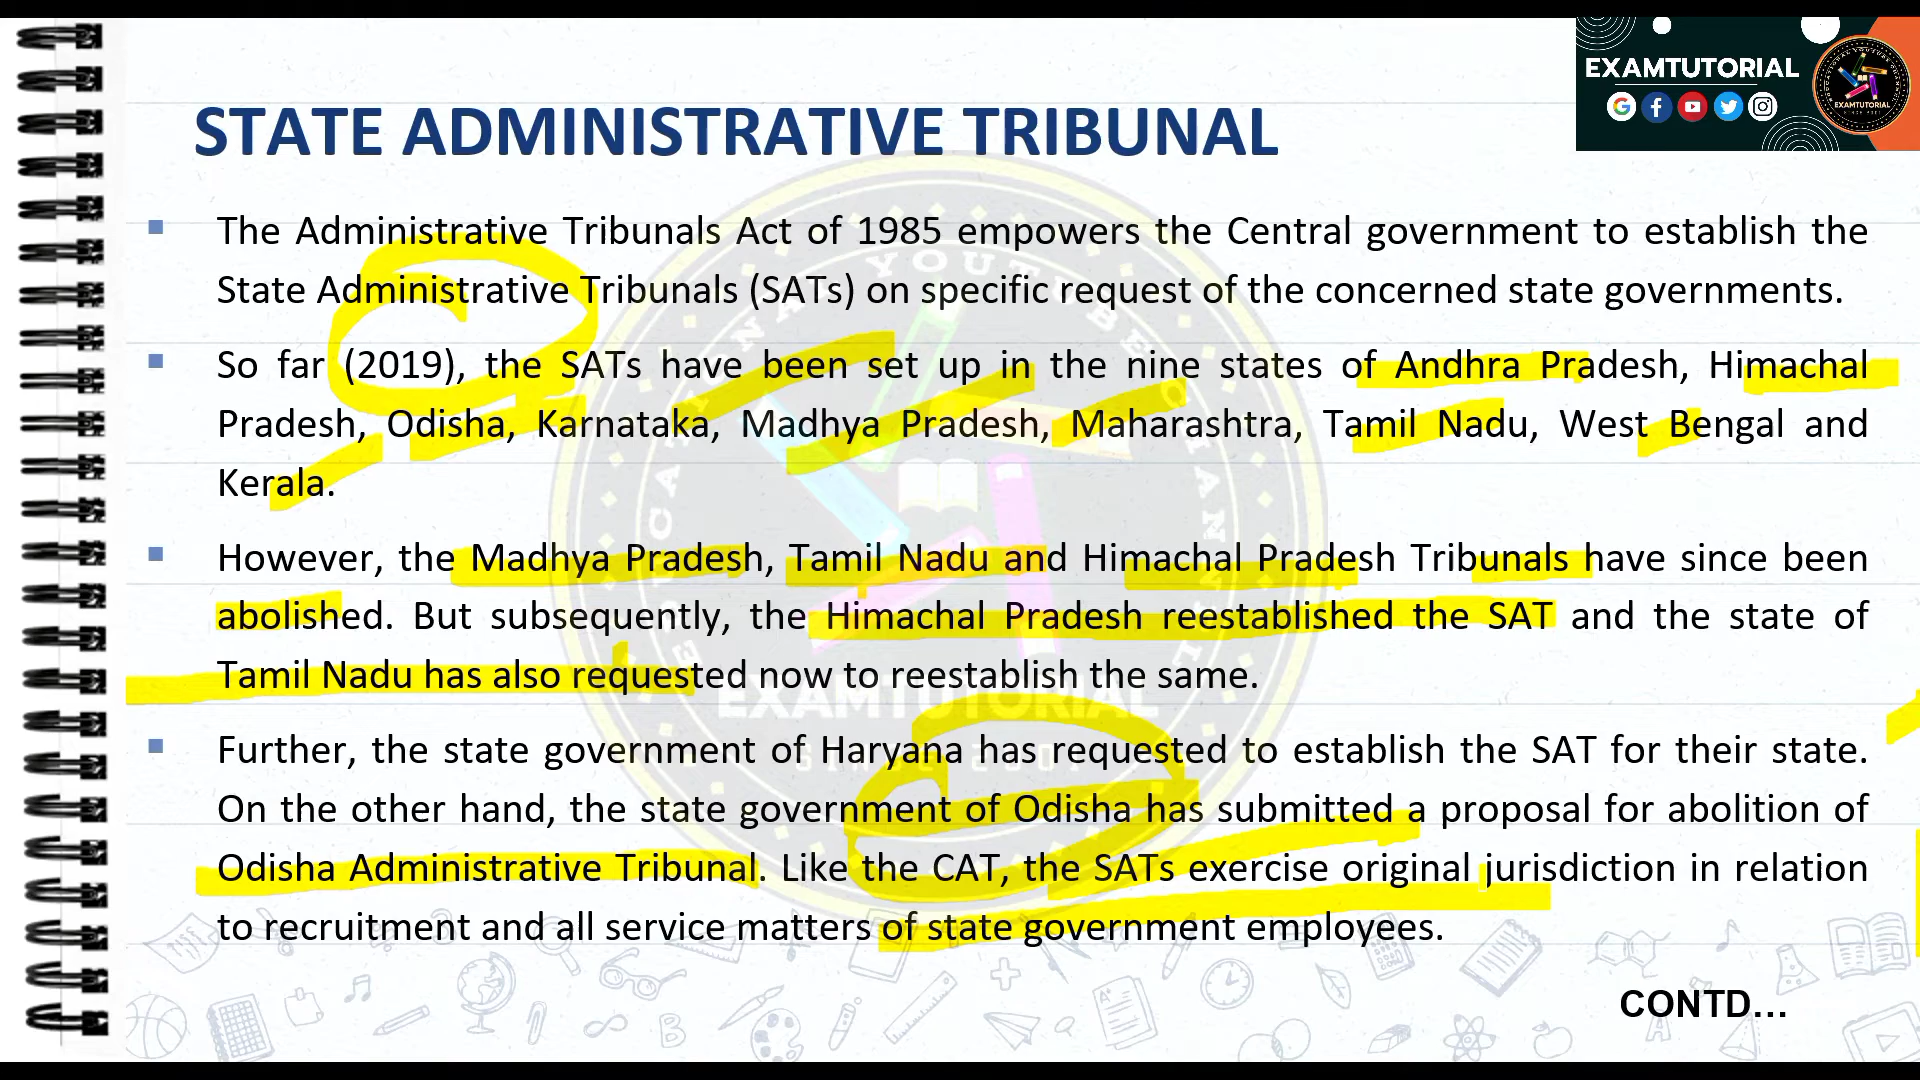 EXAMTUTORIAL
STATE ADMINISTRATIVE TRIBUNAL
The Administrative Tribunals Act of 1985 empowers the Central government to establish the
State Administrative Tribunals (SATs) on specific request of the concerned state governments.
So far (2019), the SATs have been set up in the nine states of Andhra Pradesh, Himachal
Pradesh, Odisha, Karnataka, Madhya Pradesh, Maharashtra, Tamil Nadu, West Bengal and
Kerala.
However, the Madhya Pradesh, Tamil Nadu and Himachal Pradesh Tribunals have since been
abolished. But subsequently, the Himachal Pradesh reestablished the SAT and the state of
Tamil Nadu has also requested now to reestablish the same.
EXAMTUTORIAL
Further, the state government of Haryana has requested to establish the SAT for their state.
On the other hand, the state government of Odisha has submitted a proposal for abolition of
Odisha Administrative Tribunal. Like the CAT, the SATs exercise original jurisdiction in relation
to recruitment and all service matters of state government employees.
CONTD...